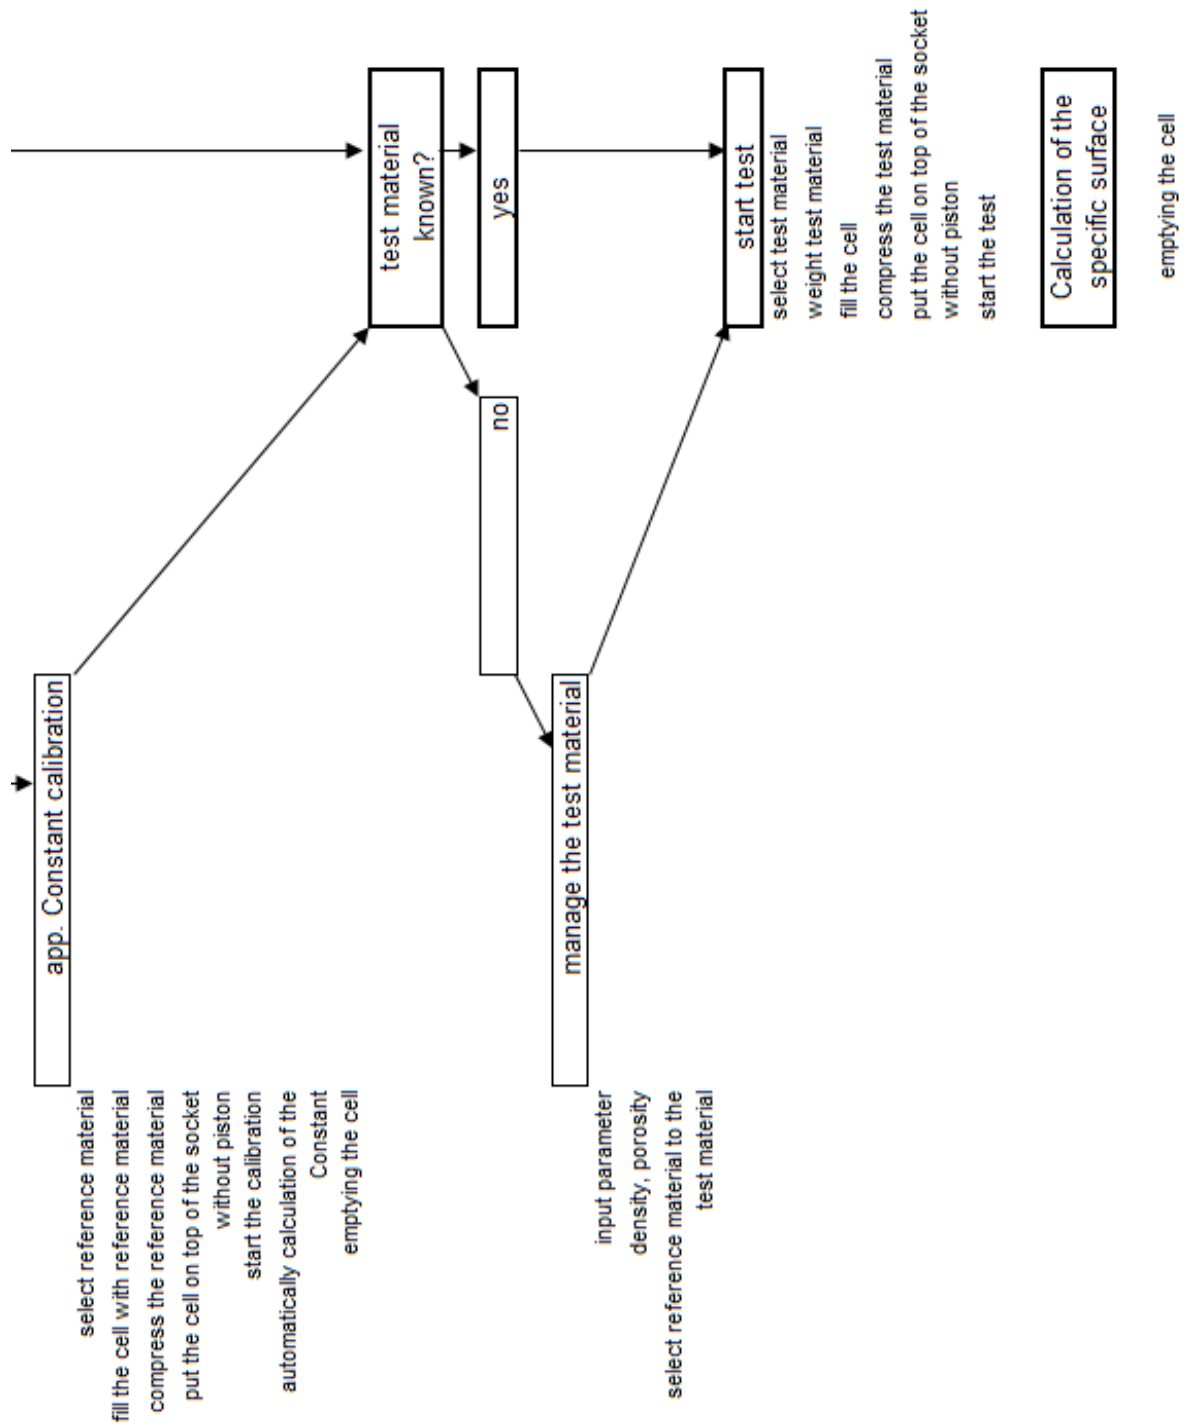 app. Constant calibration
select reference material
fill the cell with reference material
compress the reference material
put the cell on top of the socket
without piston
start the calibration
automatically calculation of the
Constant
emptying the cell
test material
known?
yes
no
manage the test material
input parameter
density, porosity
select reference material to the
test material
start test
select test material
weight test material
fill the cell
compress the test material
put the cell on top of the socket
without piston
start the test
Calculation of the
specific surface
emptying the cell